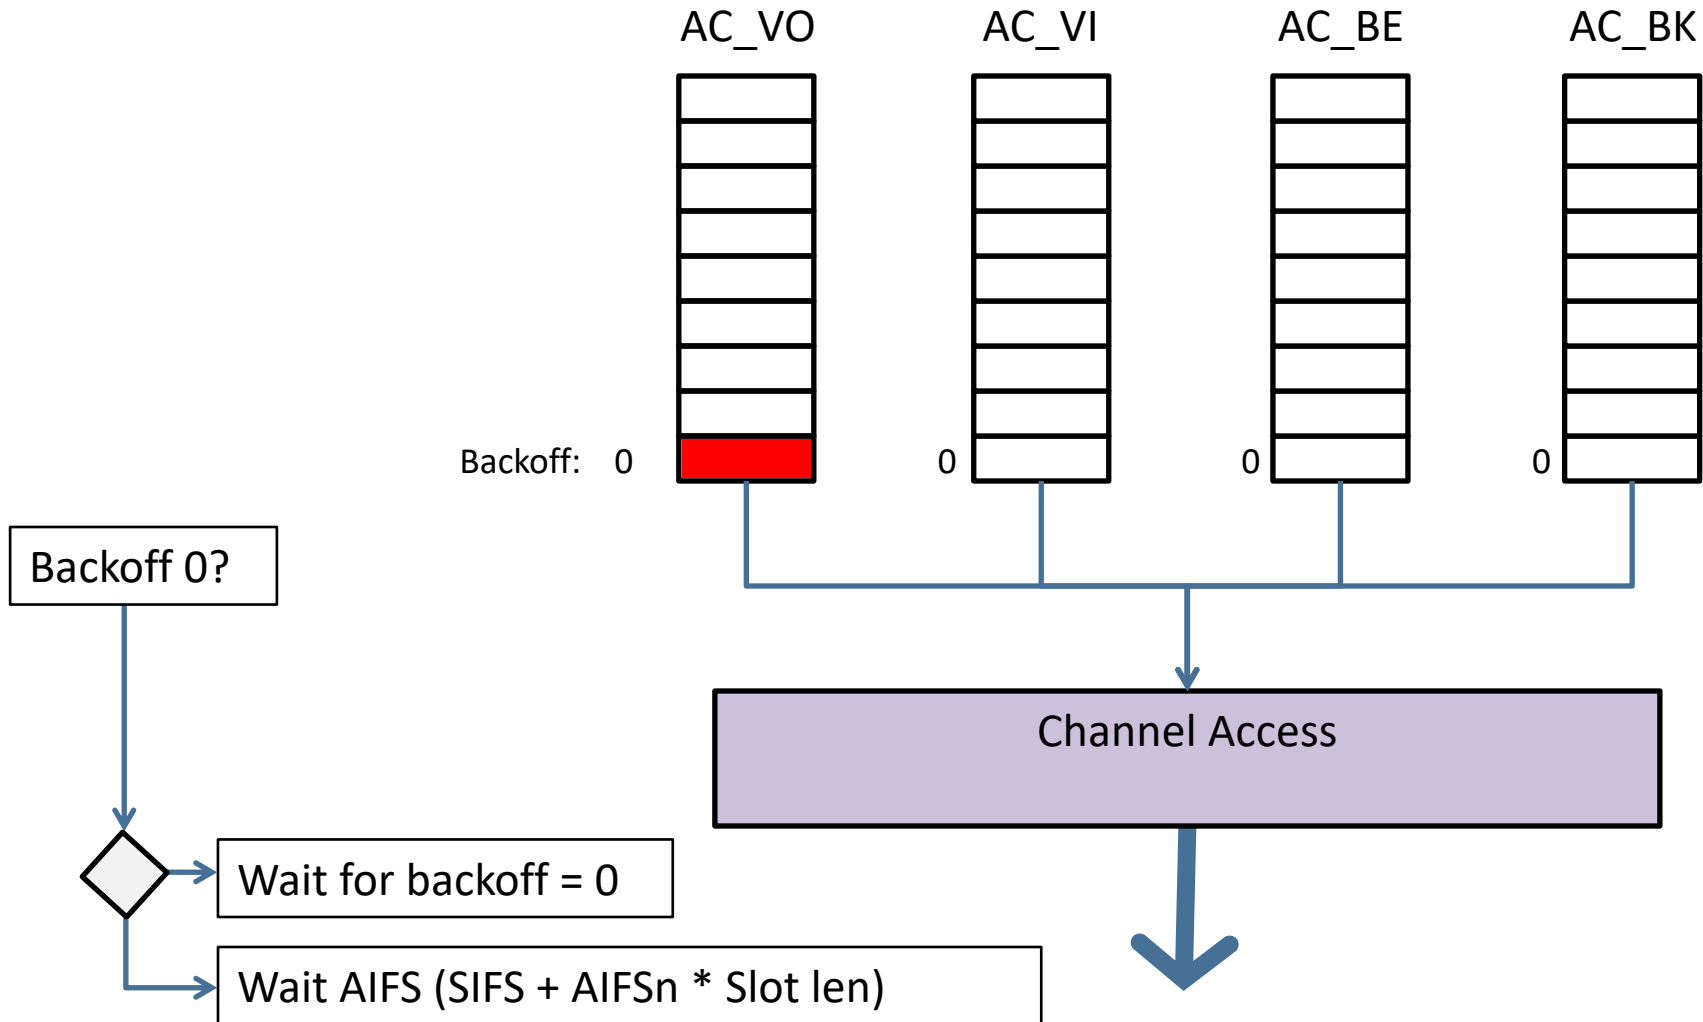 AC_VO AC_VI AC_BE AC_BK
Backoff: 0 0 0 0
Backoff 0?
Channel Access
Wait for backoff = 0
Wait AIFS (SIFS + AIFSn * Slot len)